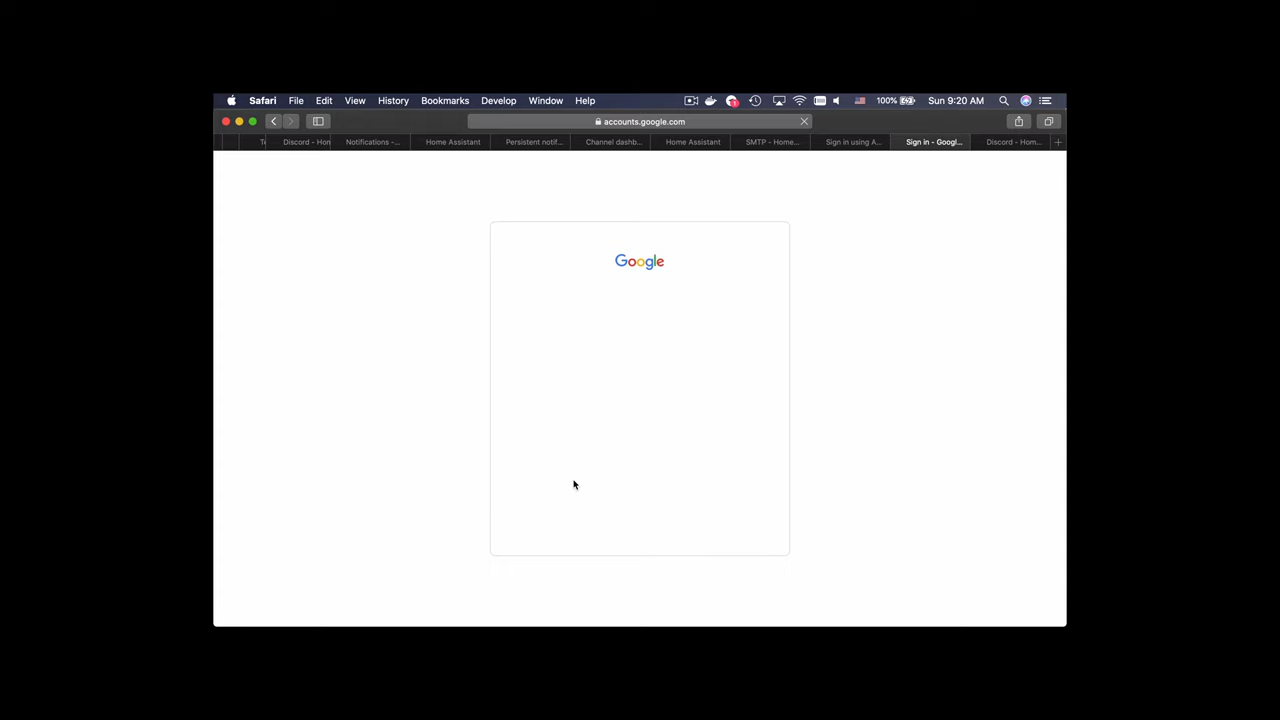 Safari File Edit View History Bookmarks Develop Window Help 100% Sun 9:20 AM
accounts.google.com
Discord - Hon Notifications -... Home Assistant Persistent notif... Channel dashb... Home Assistant SMTP - Home... Sign in using A... Sign in - Googl... Discord - Hom...
Google